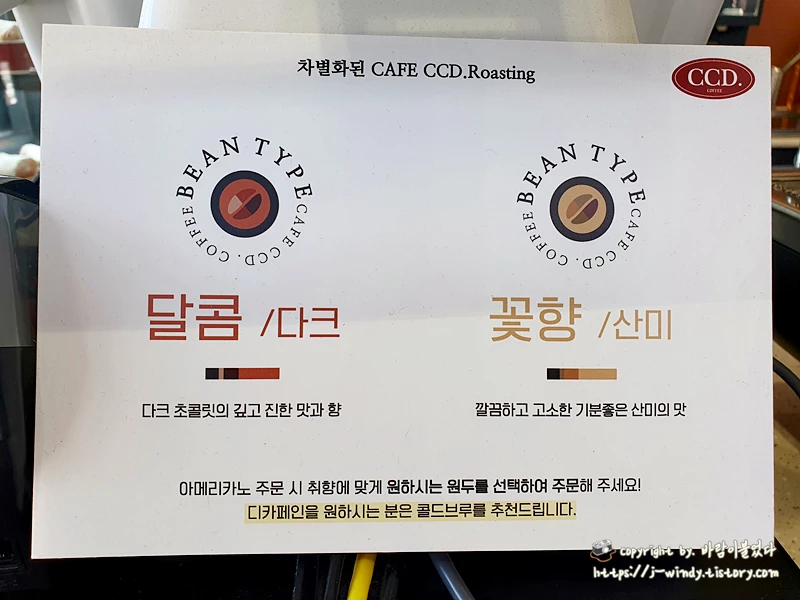 차별화된 CAFE CCD.Roasting
CCD.
COFFEE
BEAN TYPE
CAFE CCD. COFFEE
BEAN TYPE
CAFE CCD. COFFEE
달콤 /다크
꽃향 /산미
다크 초콜릿의 깊고 진한 맛과 향
깔끔하고 고소한 기분좋은 산미의 맛
아메리카노 주문 시 취향에 맞게 원하시는 원두를 선택하여 주문해 주세요!
디카페인을 원하시는 분은 콜드브루를 추천드립니다.
copyright by. 바람이불었다
https://j-windy.tistory.com